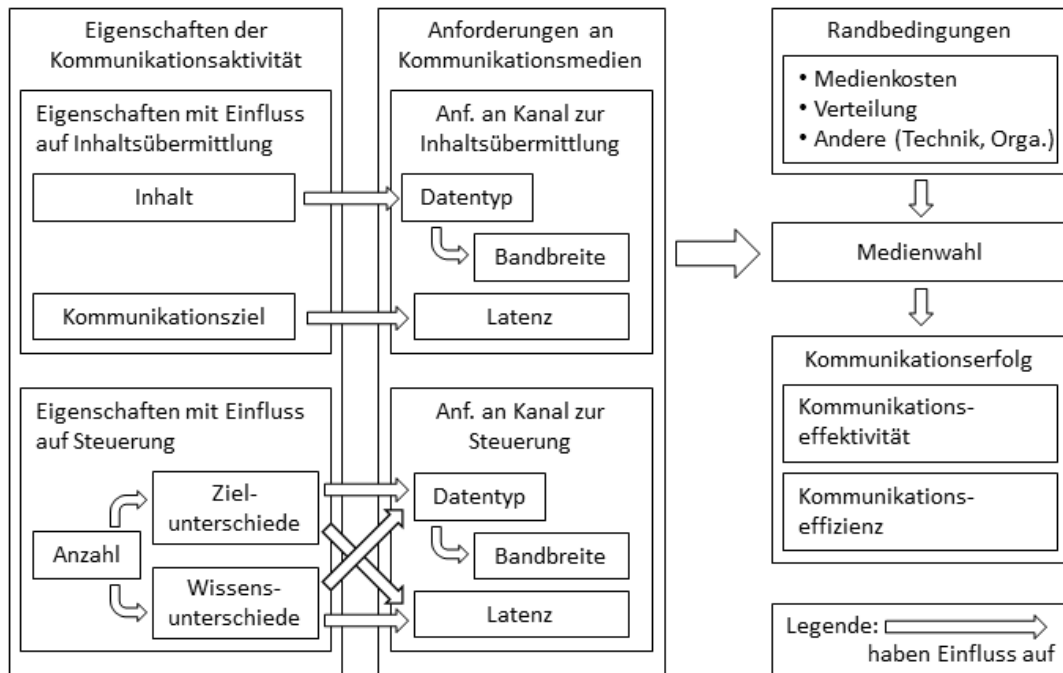 Eigenschaften der
Kommunikationsaktivität
Eigenschaften mit Einfluss
auf Inhaltsübermittlung
Inhalt
Kommunikationsziel
Eigenschaften mit Einfluss
auf Steuerung
Anzahl
Ziel-
unterschiede
Wissens-
unterschiede
Anforderungen an
Kommunikationsmedien
Anf. an Kanal zur
Inhaltsübermittlung
Datentyp
Bandbreite
Latenz
Anf. an Kanal zur
Steuerung
Datentyp
Bandbreite
Latenz
Randbedingungen
• Medienkosten
• Verteilung
• Andere (Technik, Orga.)
Medienwahl
Kommunikationserfolg
Kommunikations-
effektivität
Kommunikations-
effizienz
Legende:
haben Einfluss auf